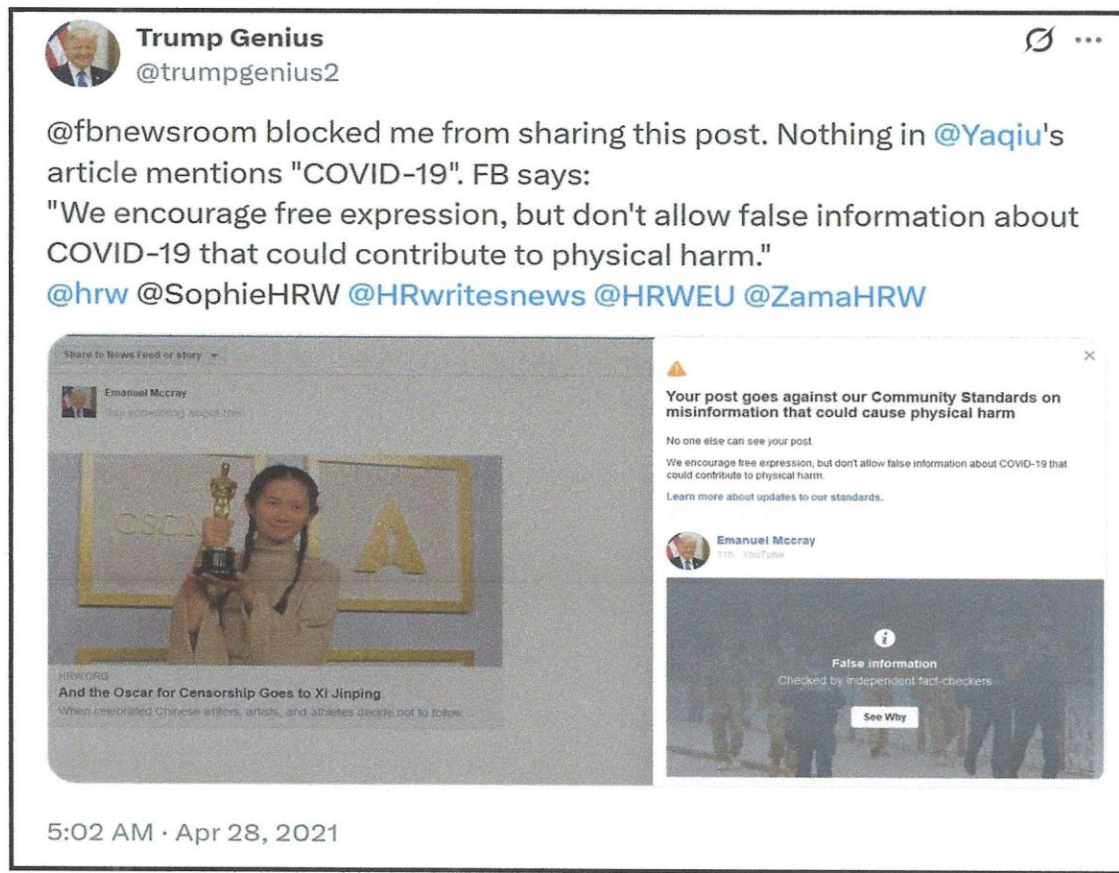 Trump Genius
@trumpgenius2
@fbnewsroom blocked me from sharing this post. Nothing in @Yaqiu's
article mentions "COVID-19". FB says:
"We encourage free expression, but don't allow false information about
COVID-19 that could contribute to physical harm."
@hrw @SophieHRW @HRwritesnews @HRWEU @ZamaHRW
Share to News Feed or story
Emanuel Mccray
Say something about this
OSCA
HRW.ORG
And the Oscar for Censorship Goes to Xi Jinping
When celebrated Chinese writers, artists, and athletes decide not to follow...
Your post goes against our Community Standards on
misinformation that could cause physical harm
No one else can see your post.
We encourage free expression, but don't allow false information about COVID-19 that
could contribute to physical harm.
Learn more about updates to our standards.
Emanuel Mccray
11h YouTube
False information
Checked by independent fact-checkers
See Why
5:02 AM · Apr 28, 2021